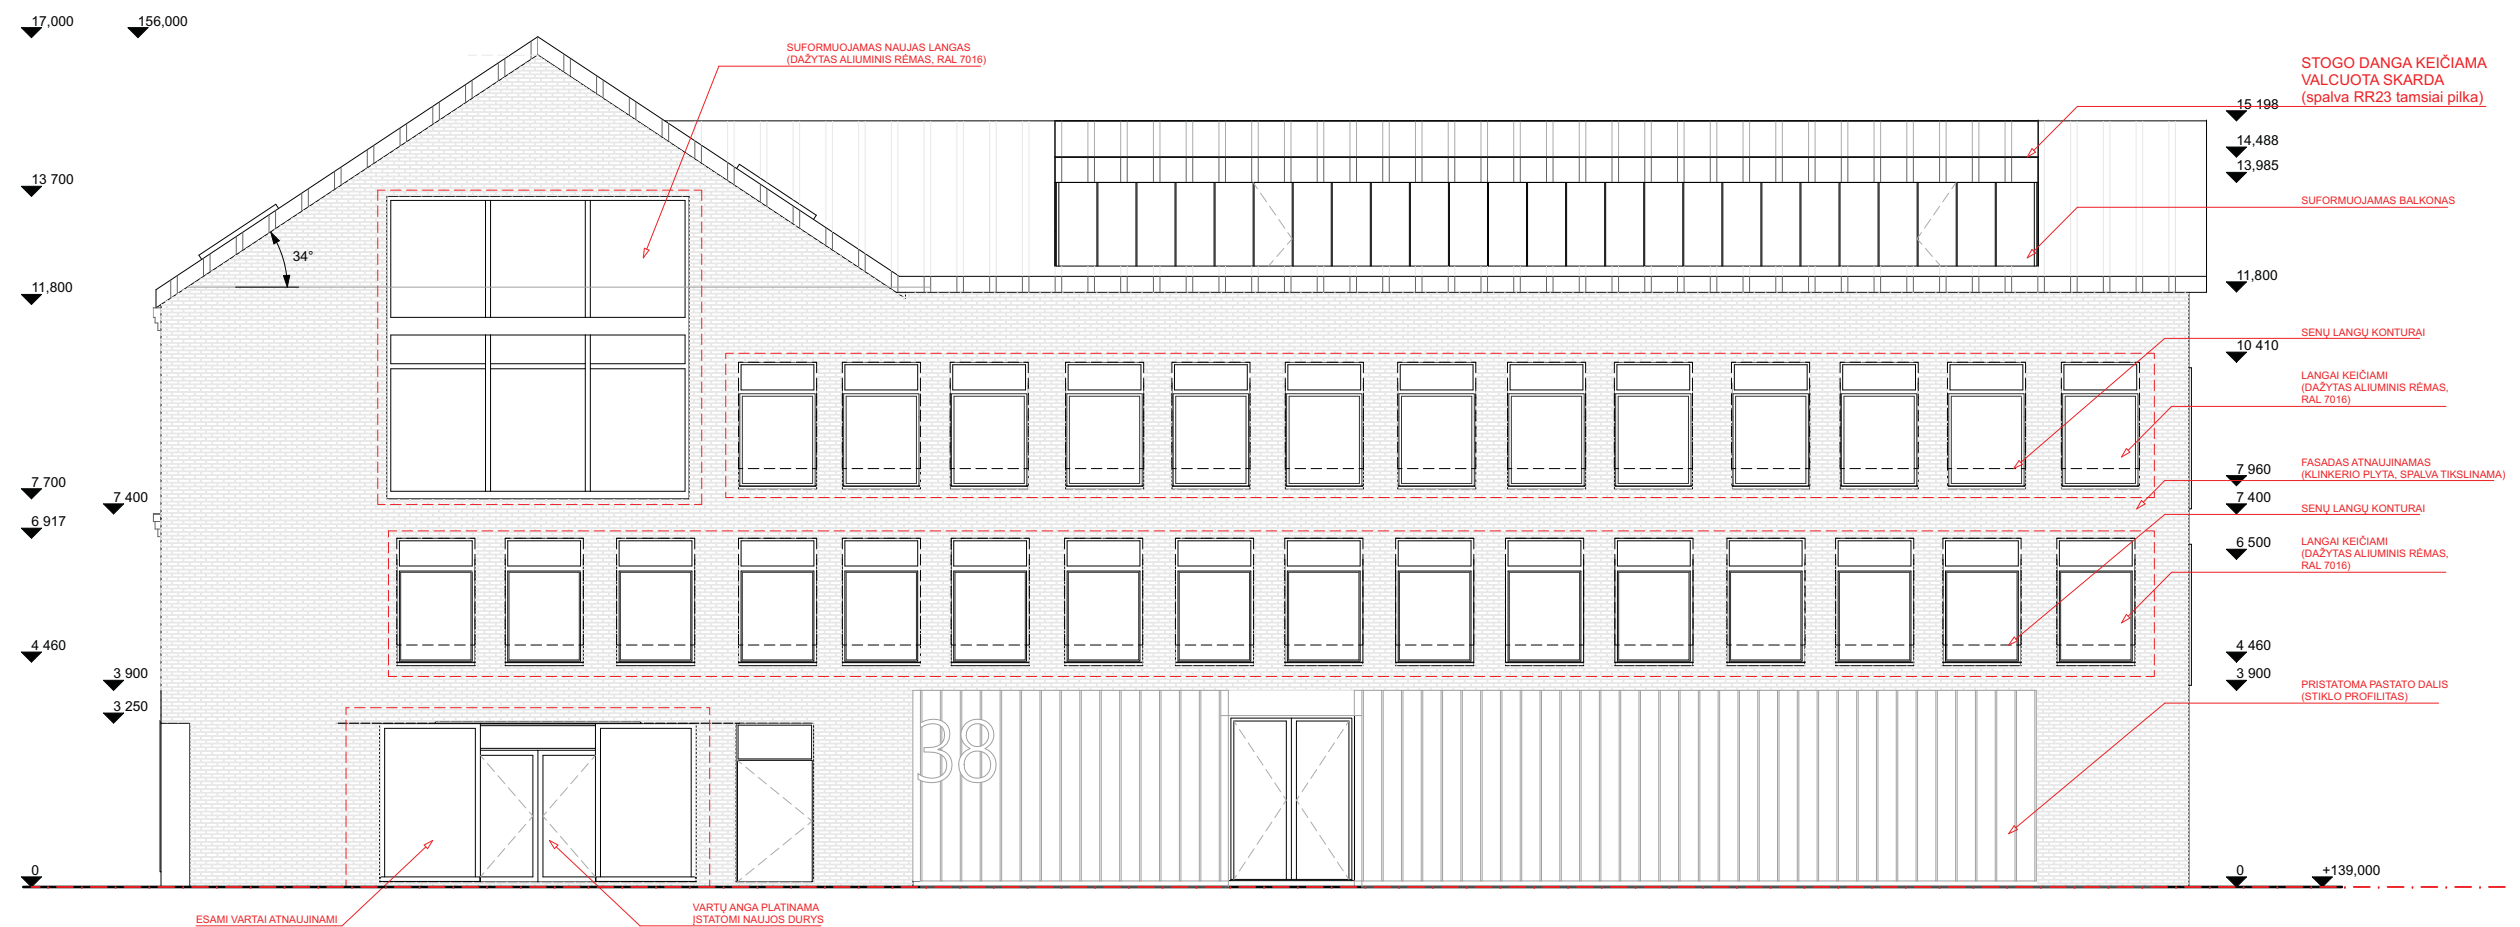 17,000
156,000
SUFORMUOJAMAS NAUJAS LANGAS
(DAŽYTAS ALIUMINIS RĖMAS, RAL 7016)
STOGO DANGA KEIČIAMA
VALCUOTA SKARDA
(spalva RR23 tamsiai pilka)
15 198
14,488
13,985
13 700
SUFORMUOJAMAS BALKONAS
34°
11,800
11,800
SENŲ LANGŲ KONTURAI
10 410
LANGAI KEIČIAMI
(DAŽYTAS ALIUMINIS RĖMAS,
RAL 7016)
7 960
FASADAS ATNAUJINAMAS
(KLINKERIO PLYTA, SPALVA TIKSLINAMA)
7 700
7 400
7 400
6 917
SENŲ LANGŲ KONTURAI
6 500
LANGAI KEIČIAMI
(DAŽYTAS ALIUMINIS RĖMAS,
RAL 7016)
4 460
4 460
3 900
3 900
PRISTATOMA PASTATO DALIS
(STIKLO PROFILITAS)
3 250
38
0
0
+139,000
ESAMI VARTAI ATNAUJINAMI
VARTŲ ANGA PLATINAMA
ĮSTATOMI NAUJOS DURYS